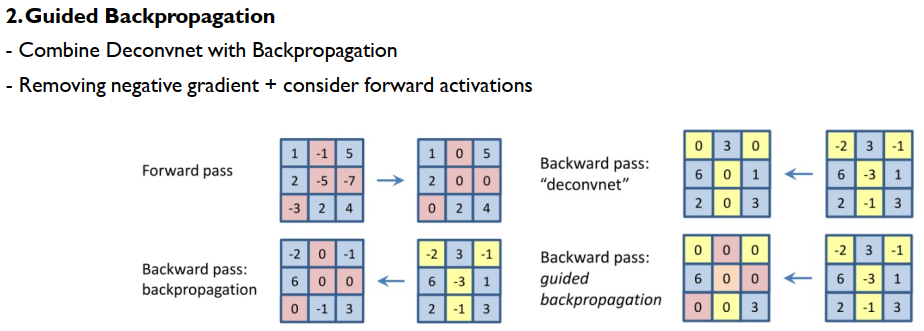 2.Guided Backpropagation
- Combine Deconvnet with Backpropagation
- Removing negative gradient + consider forward activations
Forward pass
1 -1 5
2 -5 -7
-3 2 4
1 0 5
2 0 0
0 2 4
Backward pass:
"deconvnet"
0 3 0
6 0 1
2 0 3
-2 3 -1
6 -3 1
2 -1 3
Backward pass:
backpropagation
-2 0 -1
6 0 0
0 -1 3
-2 3 -1
6 -3 1
2 -1 3
Backward pass:
guided
backpropagation
0 0 0
6 0 0
0 0 3
-2 3 -1
6 -3 1
2 -1 3